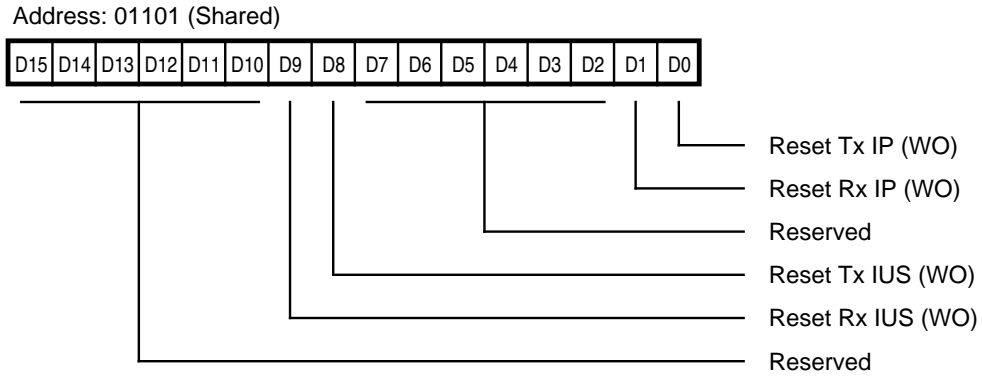 Address: 01101 (Shared)
D15 D14 D13 D12 D11 D10 D9 D8 D7 D6 D5 D4 D3 D2 D1 D0
Reset Tx IP (WO)
Reset Rx IP (WO)
Reserved
Reset Tx IUS (WO)
Reset Rx IUS (WO)
Reserved